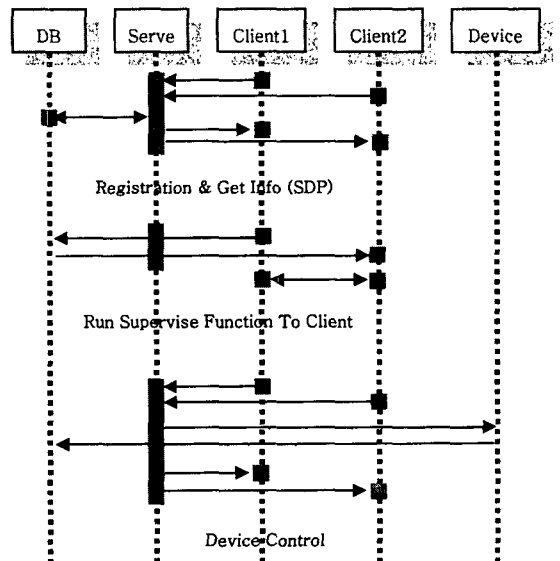 DB Serve Client1 Client2 Device
Registration & Get Info (SDP)
Run Supervise Function To Client
Device Control